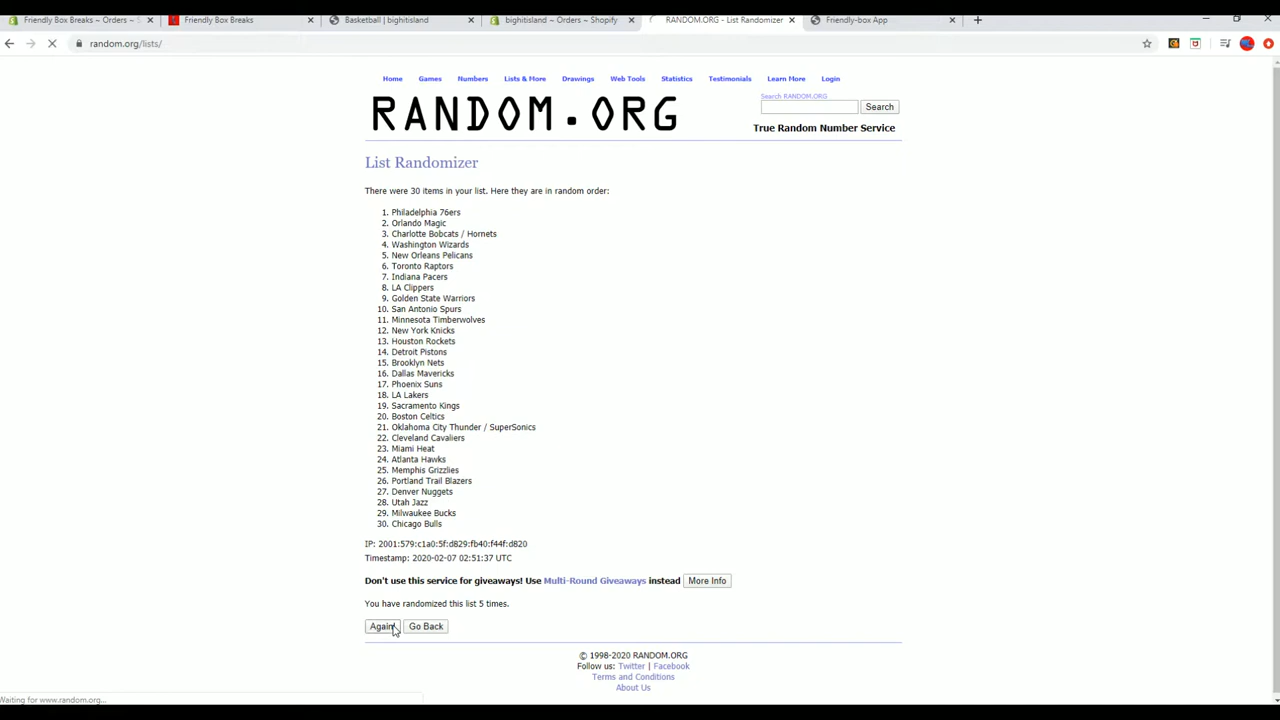 Friendly Box Breaks ~ Orders ~ S
Friendly Box Breaks
Basketball | bighitisland
bighitisland ~ Orders ~ Shopify
RANDOM.ORG - List Randomizer
Friendly-box App
random.org/lists/
Home Games Numbers Lists & More Drawings Web Tools Statistics Testimonials Learn More Login
RANDOM.ORG
Search RANDOM.ORG
Search
True Random Number Service
List Randomizer
There were 30 items in your list. Here they are in random order:
1. Philadelphia 76ers
2. Orlando Magic
3. Charlotte Bobcats / Hornets
4. Washington Wizards
5. New Orleans Pelicans
6. Toronto Raptors
7. Indiana Pacers
8. LA Clippers
9. Golden State Warriors
10. San Antonio Spurs
11. Minnesota Timberwolves
12. New York Knicks
13. Houston Rockets
14. Detroit Pistons
15. Brooklyn Nets
16. Dallas Mavericks
17. Phoenix Suns
18. LA Lakers
19. Sacramento Kings
20. Boston Celtics
21. Oklahoma City Thunder / SuperSonics
22. Cleveland Cavaliers
23. Miami Heat
24. Atlanta Hawks
25. Memphis Grizzlies
26. Portland Trail Blazers
27. Denver Nuggets
28. Utah Jazz
29. Milwaukee Bucks
30. Chicago Bulls
IP: 2001:579:c1a0:5f:d829:fb40:f44f:d820
Timestamp: 2020-02-07 02:51:37 UTC
Don't use this service for giveaways! Use Multi-Round Giveaways instead More Info
You have randomized this list 5 times.
Again! Go Back
© 1998-2020 RANDOM.ORG
Follow us: Twitter | Facebook
Terms and Conditions
About Us
Waiting for www.random.org...